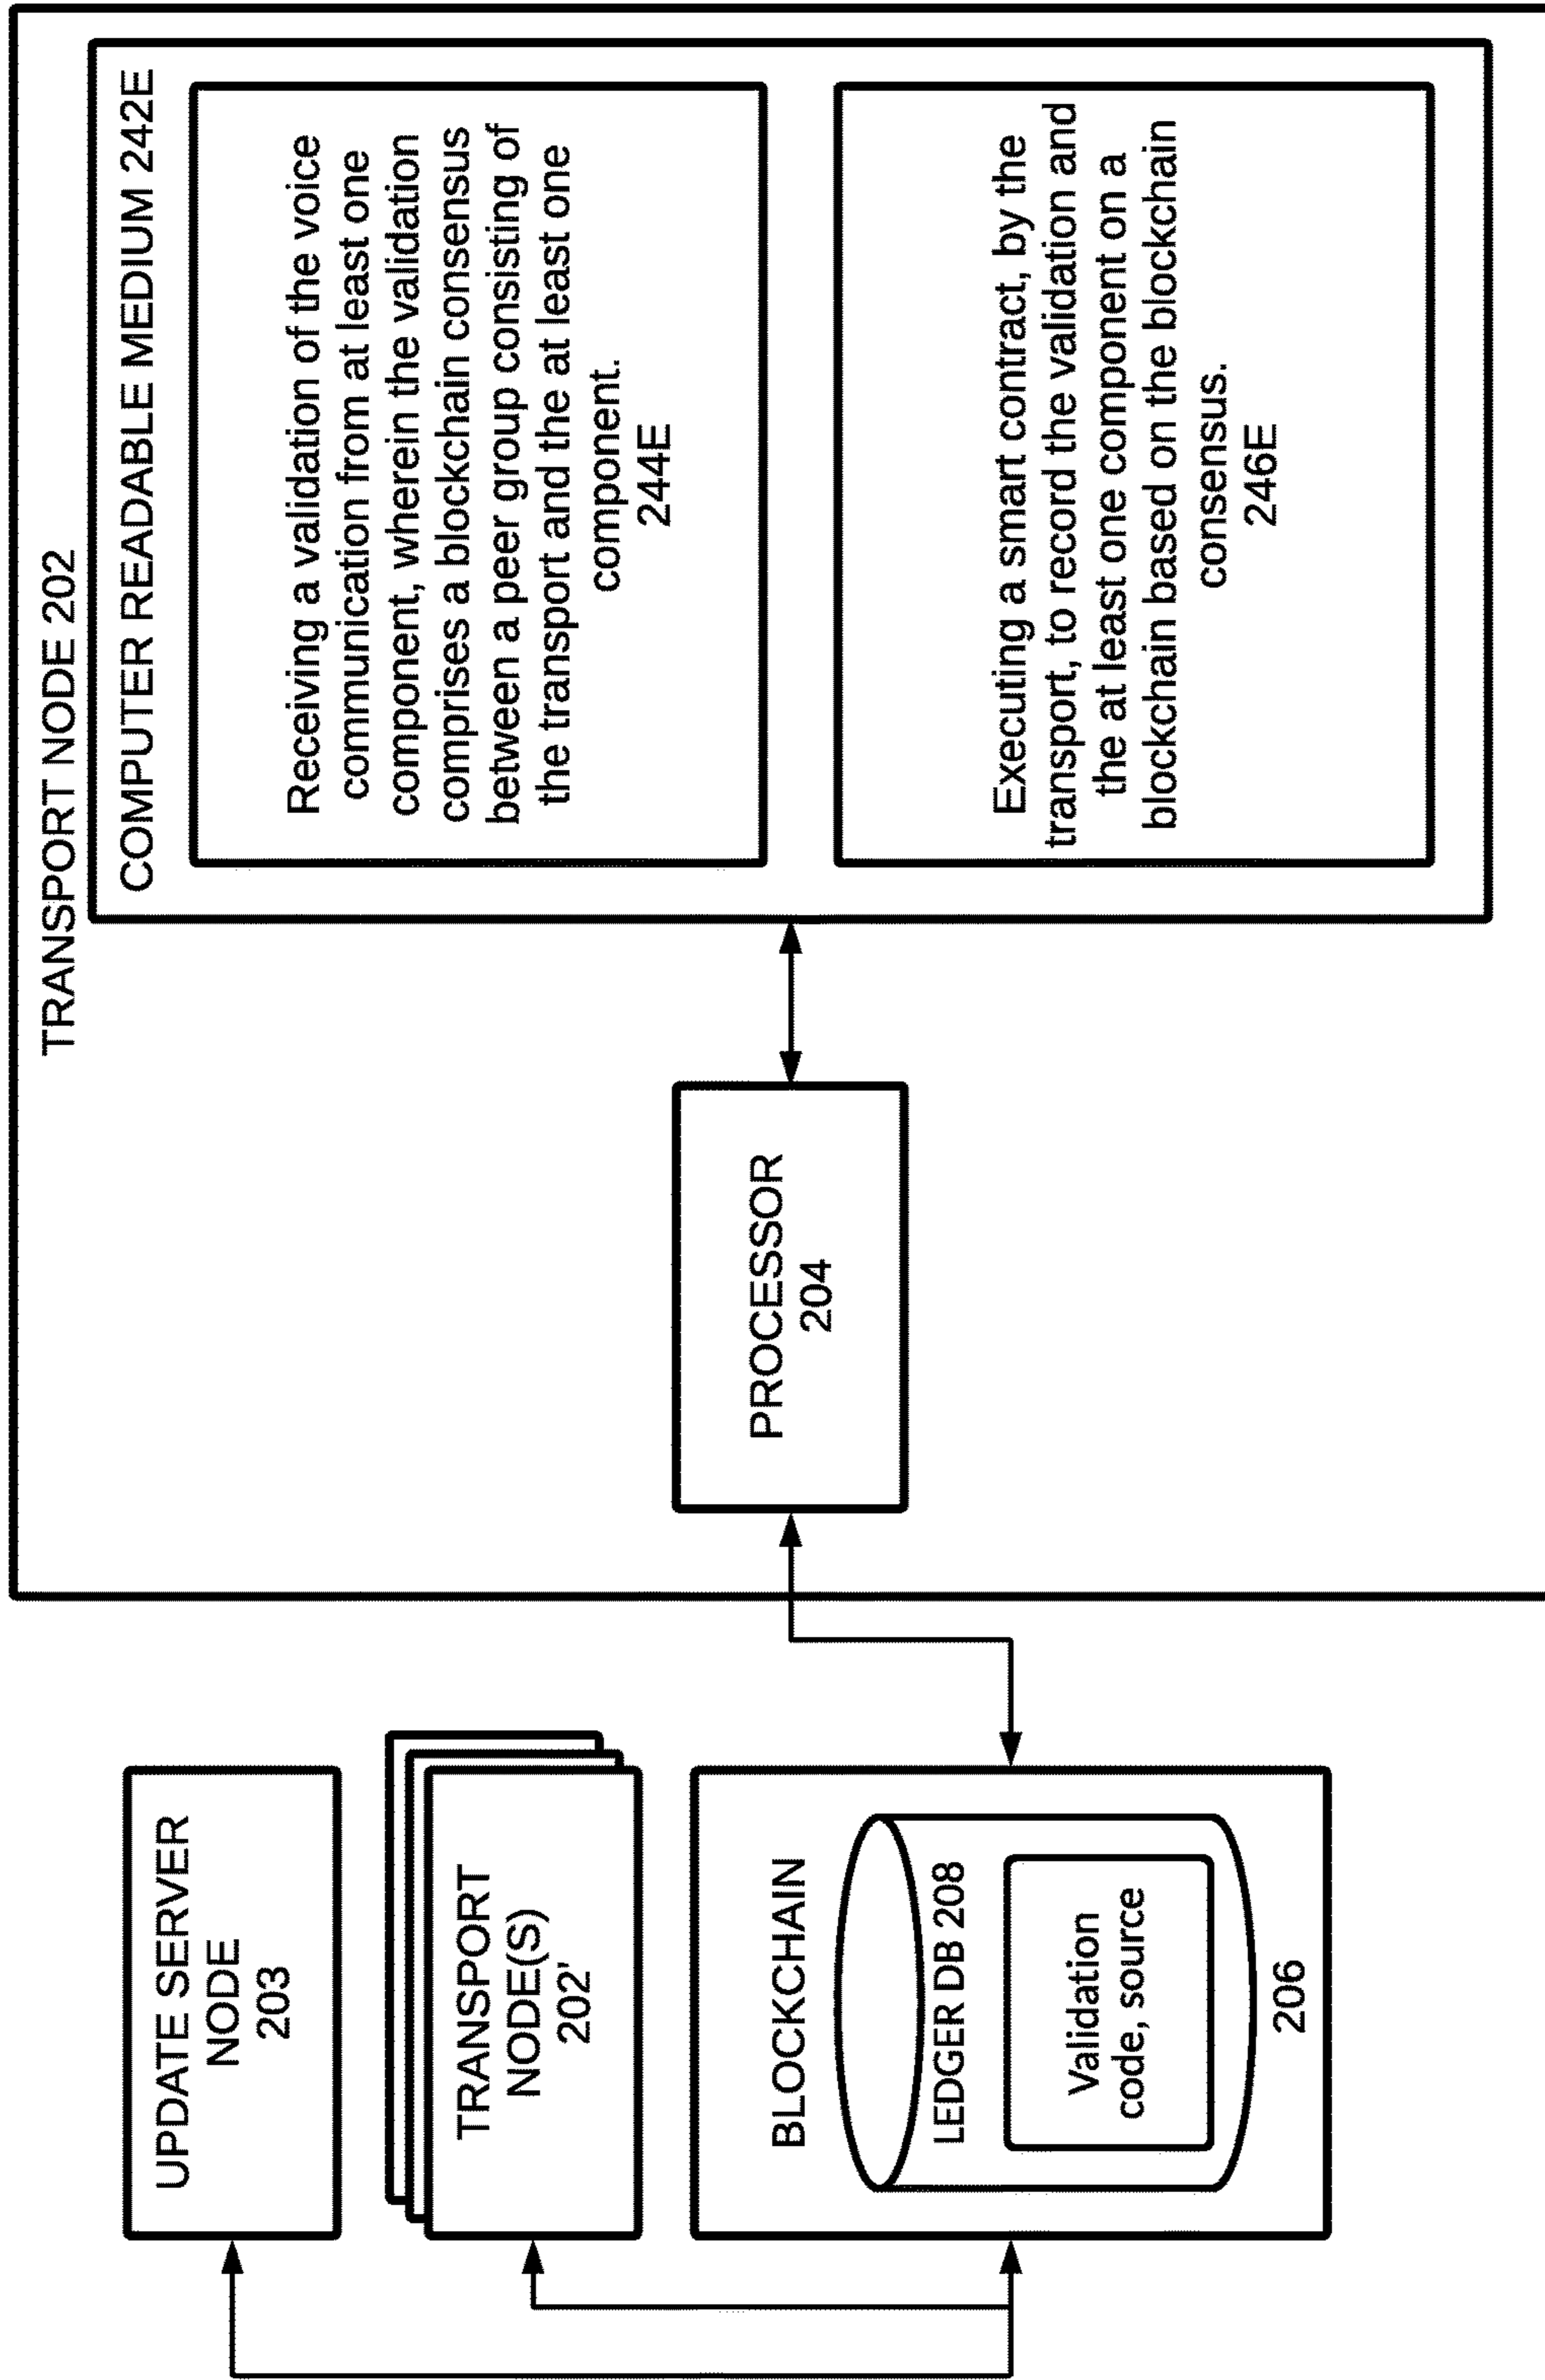 UPDATE SERVER
NODE
203
TRANSPORT
NODE(S)
202'
BLOCKCHAIN
LEDGER DB 208
Validation
code, source
206
TRANSPORT NODE 202
PROCESSOR
204
COMPUTER READABLE MEDIUM 242E
Receiving a validation of the voice
communication from at least one
component, wherein the validation
comprises a blockchain consensus
between a peer group consisting of
the transport and the at least one
component.
244E
Executing a smart contract, by the
transport, to record the validation and
the at least one component on a
blockchain based on the blockchain
consensus.
246E